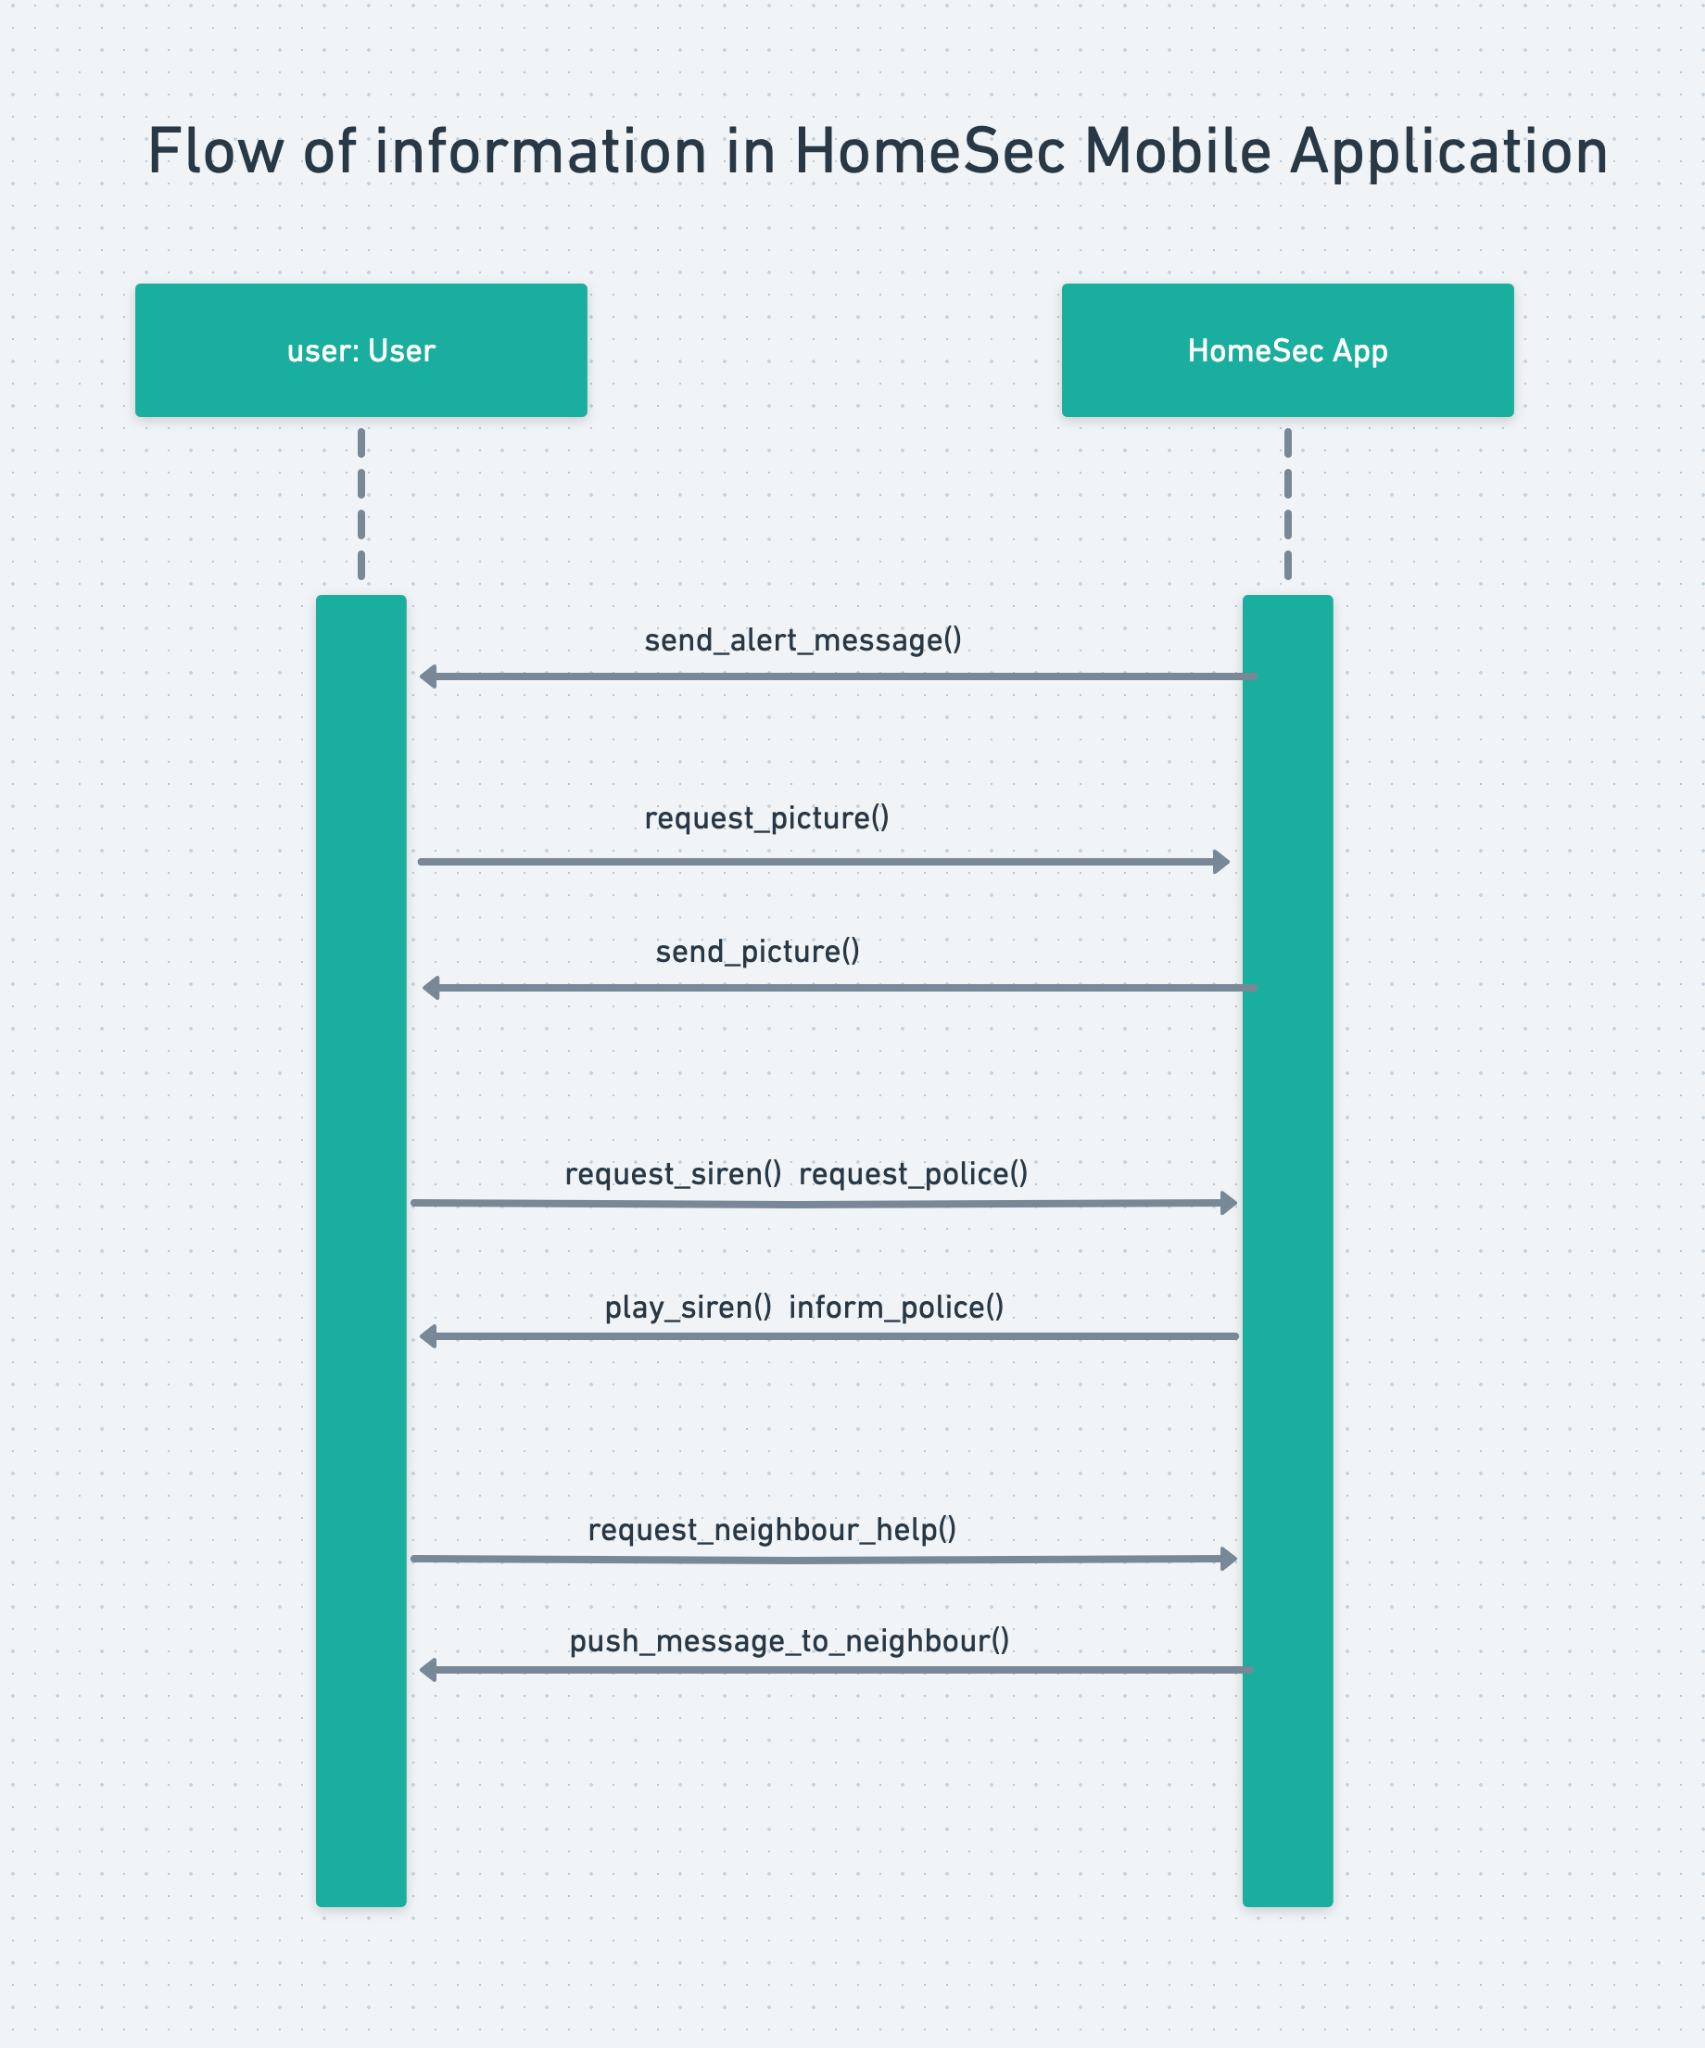 Flow of information in HomeSec Mobile Application
user: User
HomeSec App
send_alert_message()
request_picture()
send_picture()
request_siren()  request_police()
play_siren()  inform_police()
request_neighbour_help()
push_message_to_neighbour()